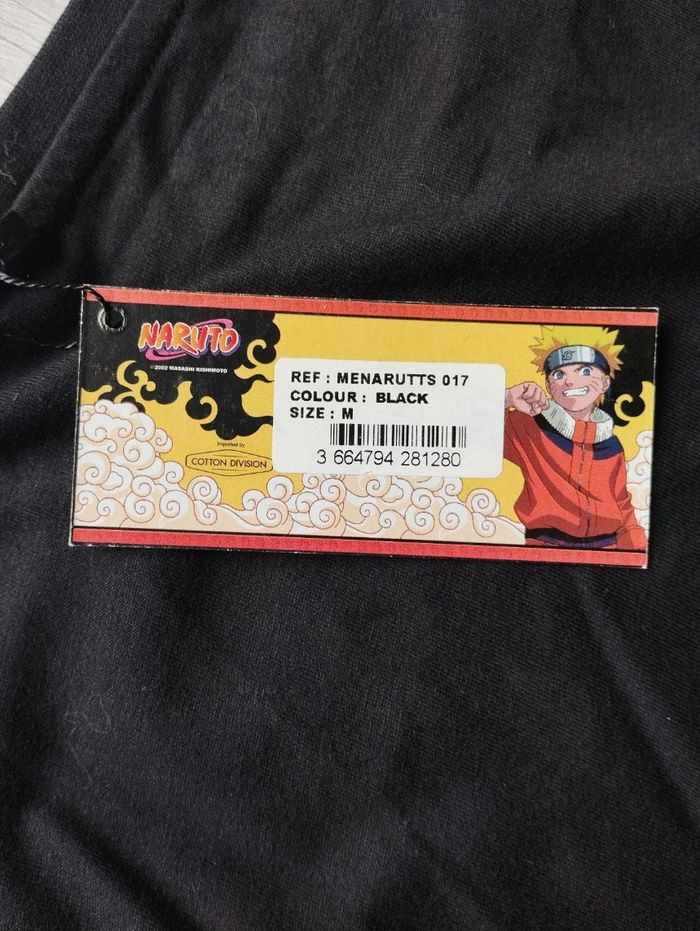 NARUTO
©2002 MASASHI KISHIMOTO
REF : MENARUTTS 017
COLOUR : BLACK
SIZE : M
3 664794 281280
Imported by
COTTON DIVISION